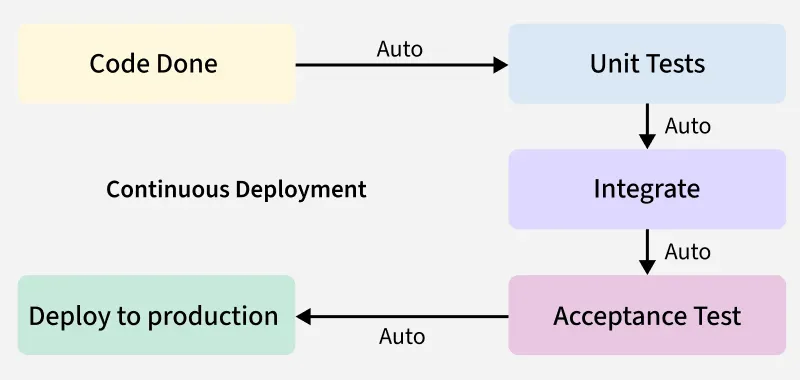 Code Done
Auto
Unit Tests
Auto
Continuous Deployment
Integrate
Auto
Deploy to production
Auto
Acceptance Test